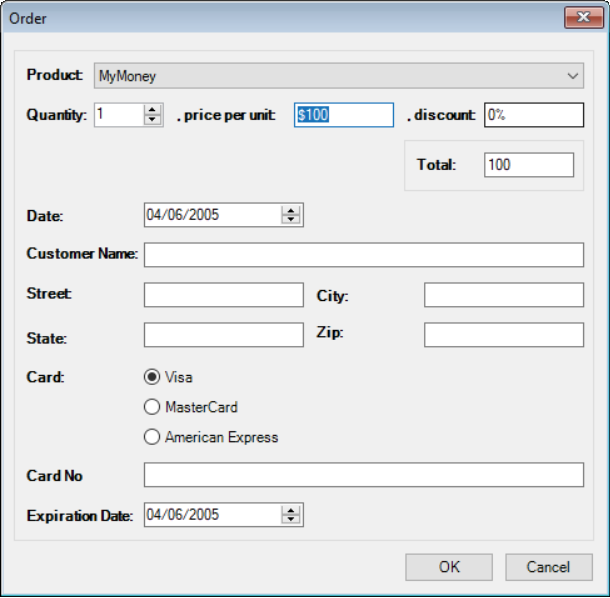 Order
Product: MyMoney
Quantity: 1 , price per unit: $100 , discount: 0%
Total: 100
Date: 04/06/2005
Customer Name:
Street: City:
State: Zip:
Card: Visa
MasterCard
American Express
Card No
Expiration Date: 04/06/2005
OK Cancel